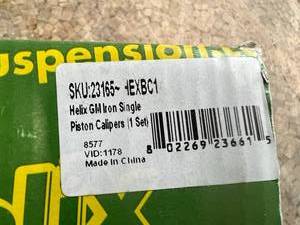 uspension
SKU:23165~ HEXBC1
Helix GM Iron Single
Piston Calipers (1 Set)
8577
VID:1178
Made in China
8 02269 23661 5